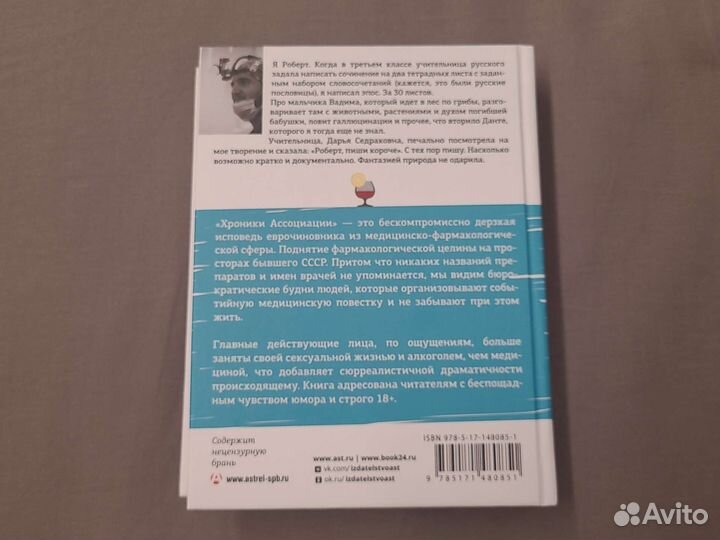 Я Роберт. Когда в третьем классе учительница русского
задала написать сочинение на два тетрадных листа с задан-
ным набором словосочетаний (кажется, это были русские
пословицы), я написал эпос. За 30 листов.
Про мальчика Вадима, который идет в лес по грибы, разго-
варивает там с животными, растениями и духом погибшей
бабушки, ловит галлюцинации и прочее, что вторило Данте,
которого я тогда еще не знал.
Учительница, Дарья Седраковна, печально посмотрела на
мое творение и сказала: «Роберт, пиши короче». С тех пор пишу. Насколько
возможно кратко и документально. Фантазией природа не одарила.
«Хроники Ассоциации» — это бескомпромиссно дерзкая
исповедь еврочиновника из медицинско-фармакологиче-
ской сферы. Поднятие фармакологической целины на про-
сторах бывшего СССР. Притом что никаких названий пре-
паратов и имен врачей не упоминается, мы видим бюро-
кратические будни людей, которые организовывают собы-
тийную медицинскую повестку и не забывают при этом
жить.
Главные действующие лица, по ощущениям, больше
заняты своей сексуальной жизнью и алкоголем, чем меди-
циной, что добавляет сюрреалистичной драматичности
происходящему. Книга адресована читателям с беспощад-
ным чувством юмора и строго 18+.
Содержит
нецензурную
брань
www.astrel-spb.ru
www.ast.ru | www.book24.ru
vk.com/izdatelstvoast
ok.ru/izdatelstvoast
ISBN 978-5-17-148085-1
9 785171 480851
Avito